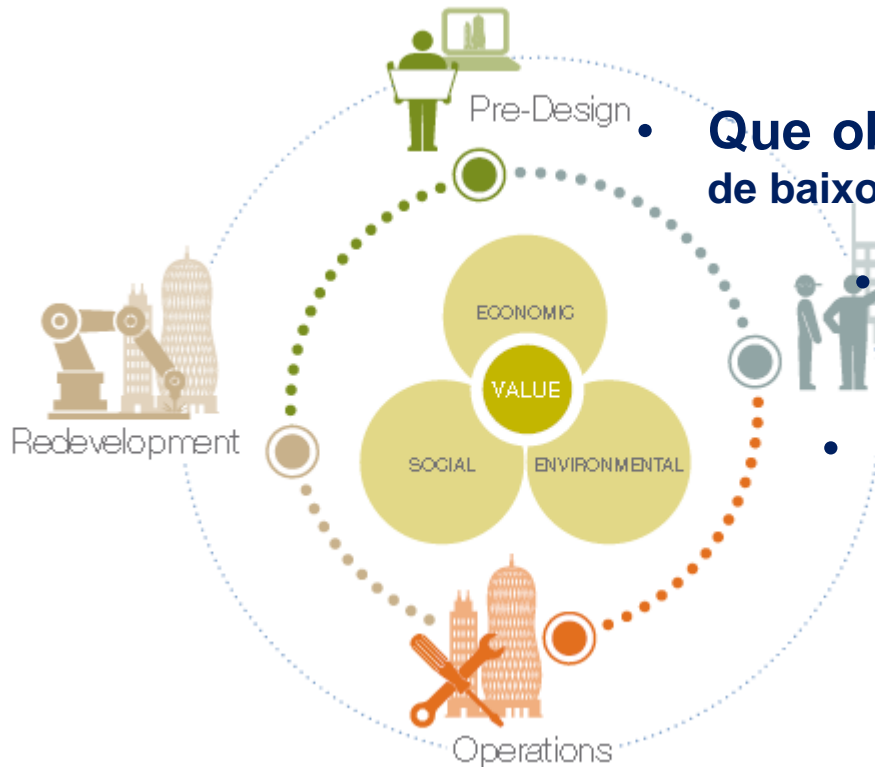 Pre-Design
• Que
de baixo
•
ECONOMIC
VALUE
Redevelopment
SOCIAL
ENVIRONMENTAL
•
Operations